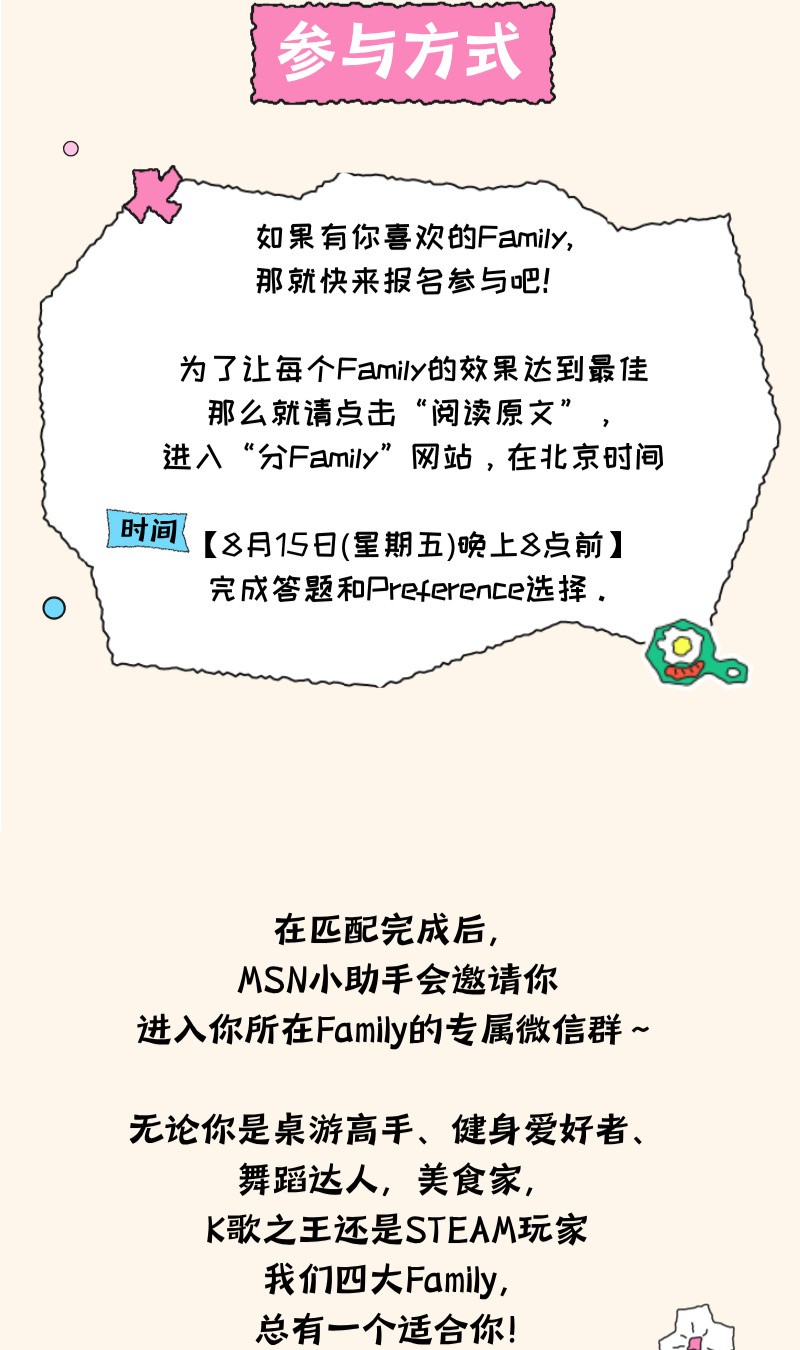 参与方式
如果有你喜欢的Family,
那就快来报名参与吧!
为了让每个Family的效果达到最佳
那么就请点击“阅读原文”,
进入“分Family”网站,在北京时间
时间
【8月15日(星期五)晚上8点前】
完成答题和Preference选择.
在匹配完成后,
MSN小助手会邀请你
进入你所在Family的专属微信群~
无论你是桌游高手、健身爱好者、
舞蹈达人,美食家,
K歌之王还是STEAM玩家
我们四大Family,
总有一个适合你!